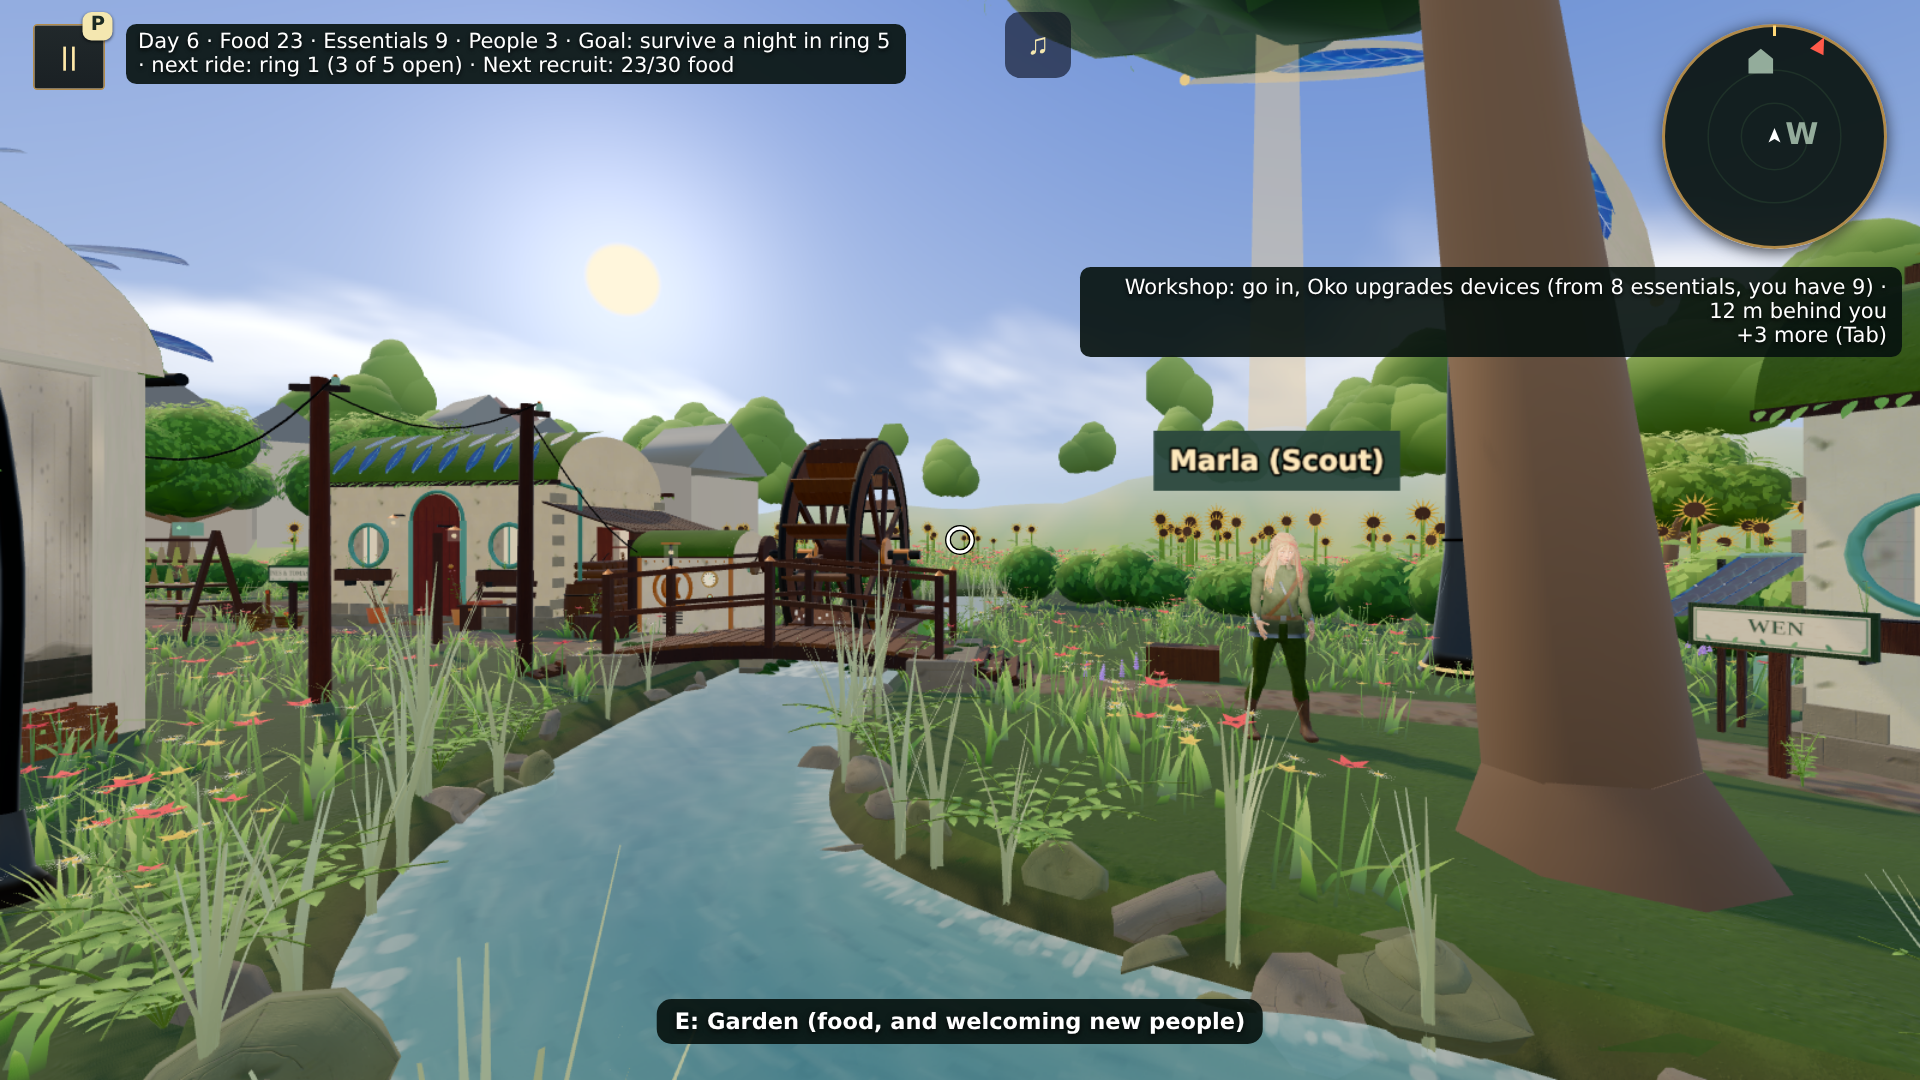 P
Day 6 · Food 23 · Essentials 9 · People 3 · Goal: survive a night in ring 5
· next ride: ring 1 (3 of 5 open) · Next recruit: 23/30 food
W
Workshop: go in, Oko upgrades devices (from 8 essentials, you have 9) ·
12 m behind you
+3 more (Tab)
Marla (Scout)
WEN
E: Garden (food, and welcoming new people)